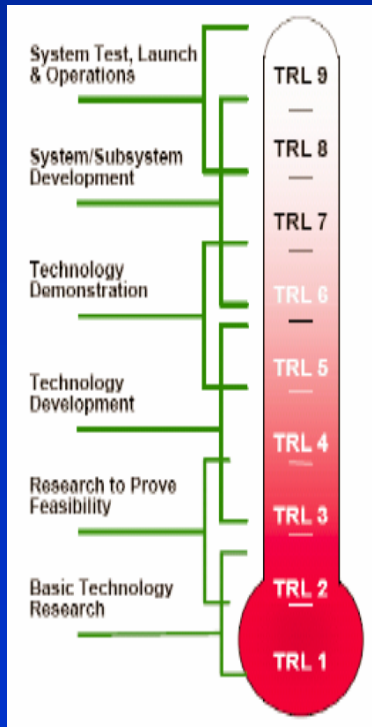 System Test, Launch
& Operations
System/Subsystem
Development
Technology
Demonstration
Technology
Development
Research to Prove
Feasibility
Basic Technology
Research
TRL 9
TRL 8
TRL 7
TRL 6
TRL 5
TRL 4
TRL 3
TRL 2
TRL 1